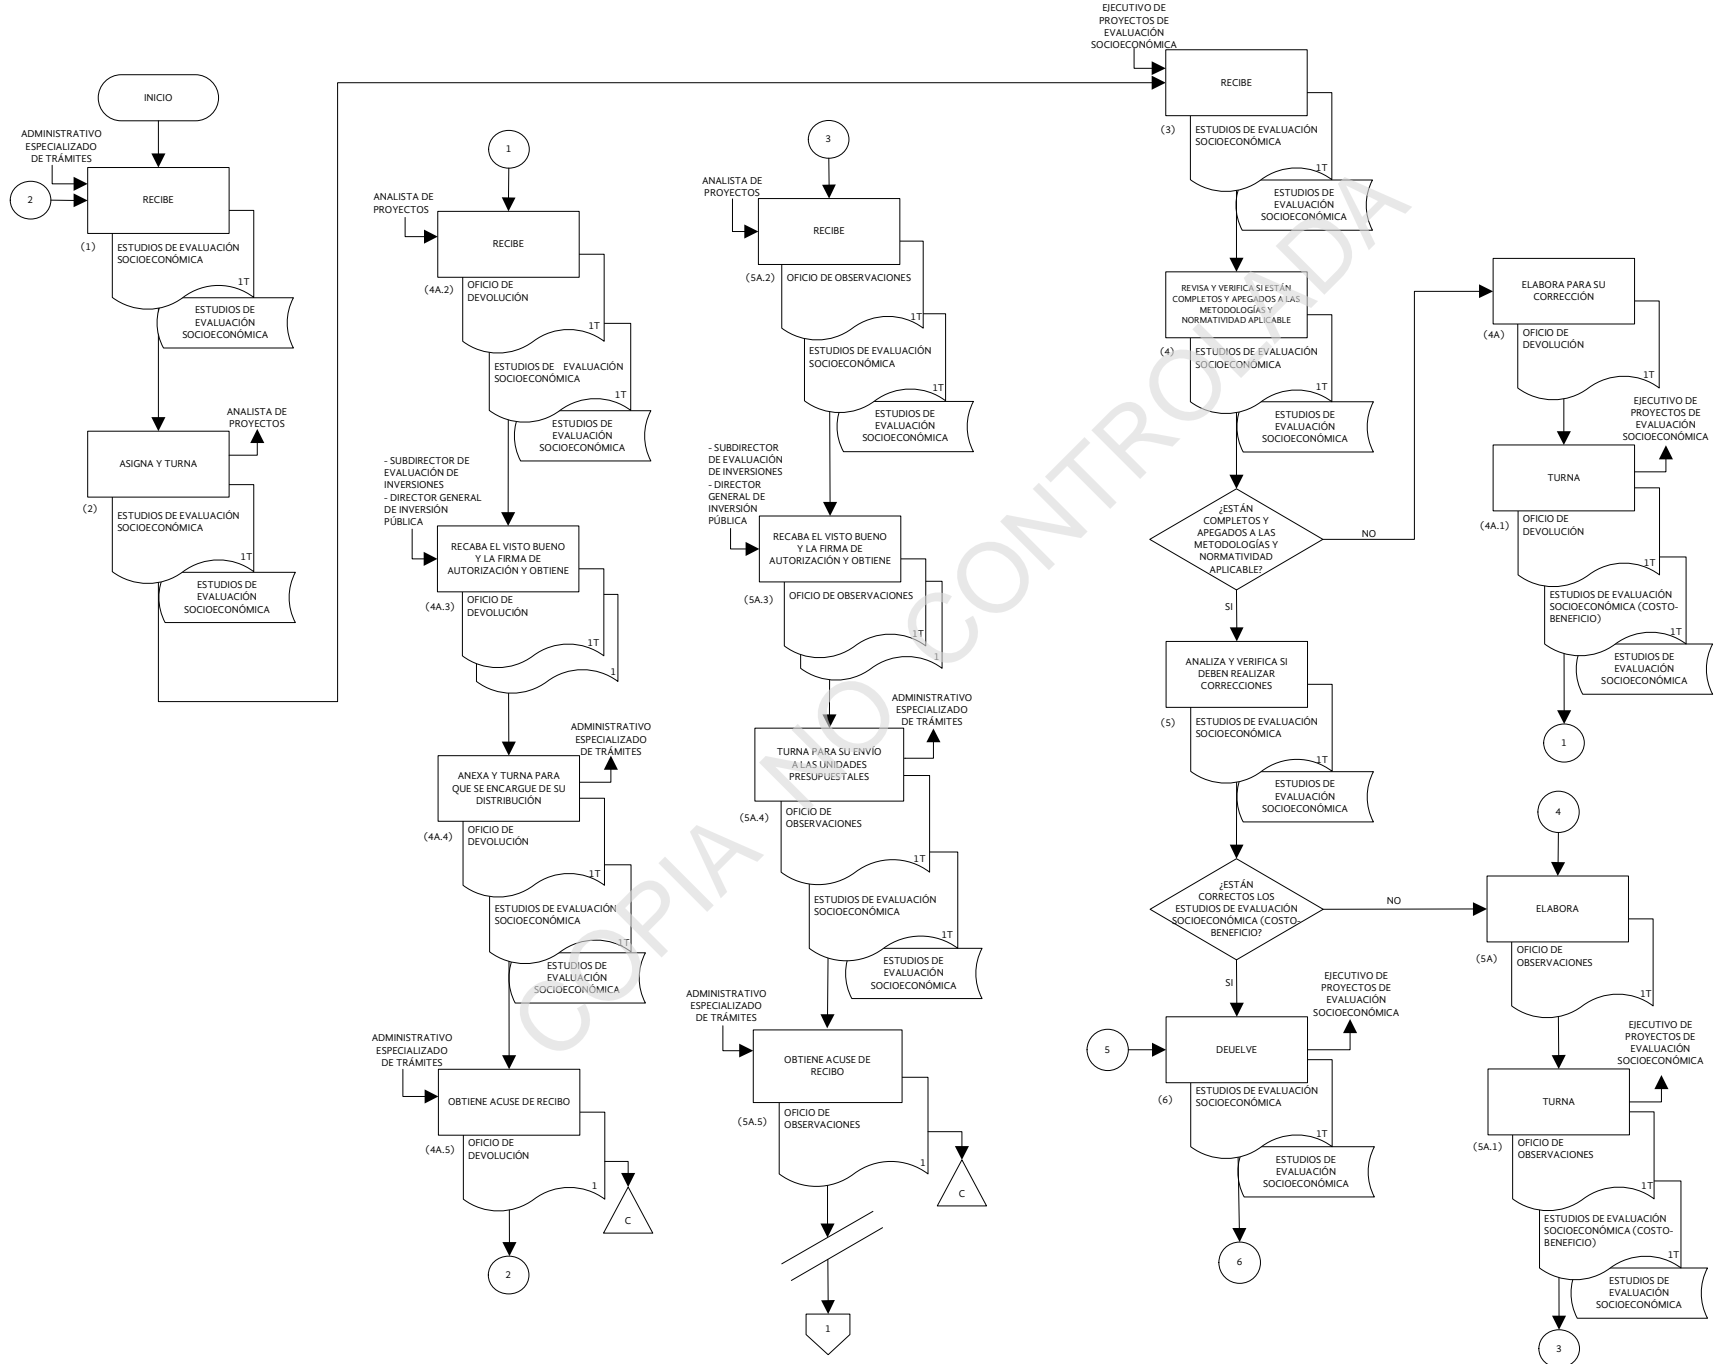 INICIO
ADMINISTRATIVO
ESPECIALIZADO
DE TRÁMITES
2
RECIBE
(1)
ESTUDIOS DE EVALUACIÓN
SOCIOECONÓMICA
1T
ESTUDIOS DE
EVALUACIÓN
SOCIOECONÓMICA
ANALISTA DE
PROYECTOS
ASIGNA Y TURNA
(2)
ESTUDIOS DE EVALUACIÓN
SOCIOECONÓMICA
1T
ESTUDIOS DE
EVALUACIÓN
SOCIOECONÓMICA
1
ANALISTA DE
PROYECTOS
RECIBE
(4A.2)
OFICIO DE
DEVOLUCIÓN
1T
ESTUDIOS DE EVALUACIÓN
SOCIOECONÓMICA
1T
ESTUDIOS DE
EVALUACIÓN
SOCIOECONÓMICA
- SUBDIRECTOR DE
EVALUACIÓN DE
INVERSIONES
- DIRECTOR GENERAL
DE INVERSIÓN
PÚBLICA
RECABA EL VISTO BUENO
Y LA FIRMA DE
AUTORIZACIÓN Y OBTIENE
(4A.3)
OFICIO DE
DEVOLUCIÓN
1T
1
ADMINISTRATIVO
ESPECIALIZADO
DE TRÁMITES
ANEXA Y TURNA PARA
QUE SE ENCARGUE DE SU
DISTRIBUCIÓN
(4A.4)
OFICIO DE
DEVOLUCIÓN
1T
ESTUDIOS DE EVALUACIÓN
SOCIOECONÓMICA
1T
ESTUDIOS DE
EVALUACIÓN
SOCIOECONÓMICA
ADMINISTRATIVO
ESPECIALIZADO
DE TRÁMITES
OBTIENE ACUSE DE RECIBO
(4A.5)
OFICIO DE
DEVOLUCIÓN
1
C
2
3
ANALISTA DE
PROYECTOS
RECIBE
(5A.2)
OFICIO DE OBSERVACIONES
1T
ESTUDIOS DE EVALUACIÓN
SOCIOECONÓMICA
1T
ESTUDIOS DE
EVALUACIÓN
SOCIOECONÓMICA
- SUBDIRECTOR
DE EVALUACIÓN
DE INVERSIONES
- DIRECTOR
GENERAL DE
INVERSIÓN
PÚBLICA
RECABA EL VISTO BUENO
Y LA FIRMA DE
AUTORIZACIÓN Y OBTIENE
(5A.3)
OFICIO DE OBSERVACIONES
1T
1
ADMINISTRATIVO
ESPECIALIZADO
DE TRÁMITES
TURNA PARA SU ENVÍO
A LAS UNIDADES
PRESUPUESTALES
(5A.4)
OFICIO DE
OBSERVACIONES
1T
ESTUDIOS DE EVALUACIÓN
SOCIOECONÓMICA
1T
ESTUDIOS DE
EVALUACIÓN
SOCIOECONÓMICA
ADMINISTRATIVO
ESPECIALIZADO
DE TRÁMITES
OBTIENE ACUSE DE
RECIBO
(5A.5)
OFICIO DE
OBSERVACIONES
1
C
1
EJECUTIVO DE
PROYECTOS DE
EVALUACIÓN
SOCIOECONÓMICA
RECIBE
(3)
ESTUDIOS DE EVALUACIÓN
SOCIOECONÓMICA
1T
ESTUDIOS DE
EVALUACIÓN
SOCIOECONÓMICA
REVISA Y VERIFICA SI ESTÁN
COMPLETOS Y APEGADOS A LAS
METODOLOGÍAS Y
NORMATIVIDAD APLICABLE
(4)
ESTUDIOS DE EVALUACIÓN
SOCIOECONÓMICA
1T
ESTUDIOS DE
EVALUACIÓN
SOCIOECONÓMICA
¿ESTÁN
COMPLETOS Y
APEGADOS A LAS
METODOLOGÍAS Y
NORMATIVIDAD
APLICABLE?
NO
SI
ANALIZA Y VERIFICA SI
DEBEN REALIZAR
CORRECCIONES
(5)
ESTUDIOS DE EVALUACIÓN
SOCIOECONÓMICA
1T
ESTUDIOS DE
EVALUACIÓN
SOCIOECONÓMICA
¿ESTÁN
CORRECTOS LOS
ESTUDIOS DE EVALUACIÓN
SOCIOECONÓMICA (COSTO-
BENEFICIO?
NO
SI
EJECUTIVO DE
PROYECTOS DE
EVALUACIÓN
SOCIOECONÓMICA
5
DEUELVE
(6)
ESTUDIOS DE EVALUACIÓN
SOCIOECONÓMICA
1T
ESTUDIOS DE
EVALUACIÓN
SOCIOECONÓMICA
6
ELABORA PARA SU
CORRECCIÓN
(4A)
OFICIO DE
DEVOLUCIÓN
1T
EJECUTIVO DE
PROYECTOS DE
EVALUACIÓN
SOCIOECONÓMICA
TURNA
(4A.1)
OFICIO DE
DEVOLUCIÓN
1T
ESTUDIOS DE EVALUACIÓN
SOCIOECONÓMICA (COSTO-
BENEFICIO)
1T
ESTUDIOS DE
EVALUACIÓN
SOCIOECONÓMICA
1
4
ELABORA
(5A)
OFICIO DE
OBSERVACIONES
1T
EJECUTIVO DE
PROYECTOS DE
EVALUACIÓN
SOCIOECONÓMICA
TURNA
(5A.1)
OFICIO DE
OBSERVACIONES
1T
ESTUDIOS DE EVALUACIÓN
SOCIOECONÓMICA (COSTO-
BENEFICIO)
1T
ESTUDIOS DE
EVALUACIÓN
SOCIOECONÓMICA
3
COPIA NO CONTROLADA